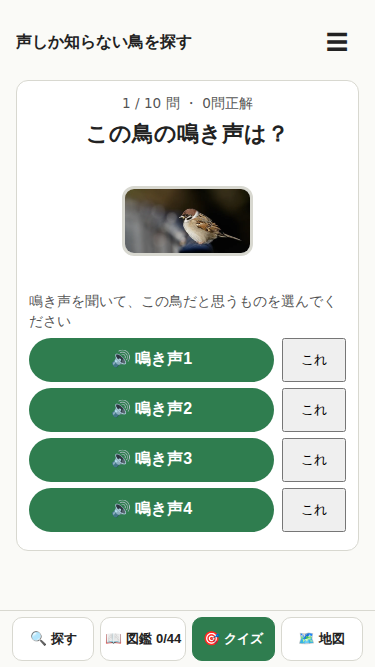 声しか知らない鳥を探す
1 / 10 問 ・ 0問正解
この鳥の鳴き声は？
鳴き声を聞いて、この鳥だと思うものを選んでく
ださい
🔊 鳴き声1 これ
🔊 鳴き声2 これ
🔊 鳴き声3 これ
🔊 鳴き声4 これ
🔍 探す 📖 図鑑 0/44 🎯 クイズ 🗺️ 地図